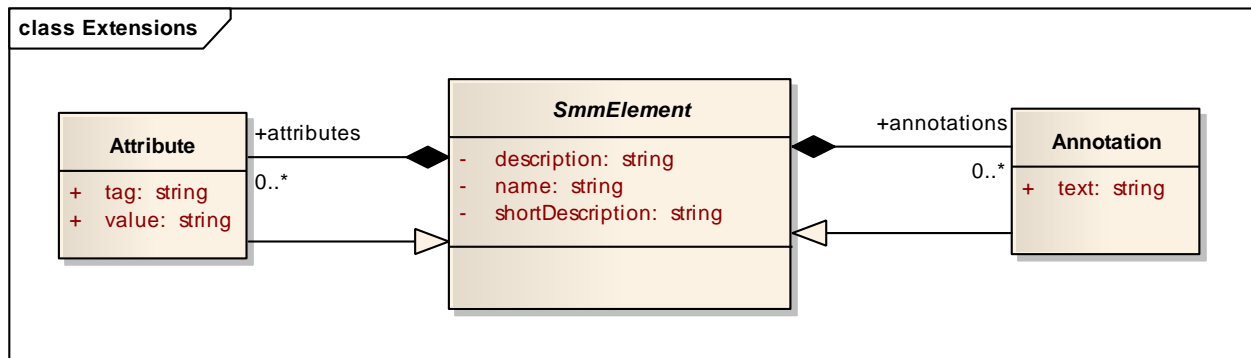 class Extensions
Attribute
+ tag: string
+ value: string
+attributes
0..*
SmmElement
- description: string
- name: string
- shortDescription: string
+annotations
0..*
Annotation
+ text: string